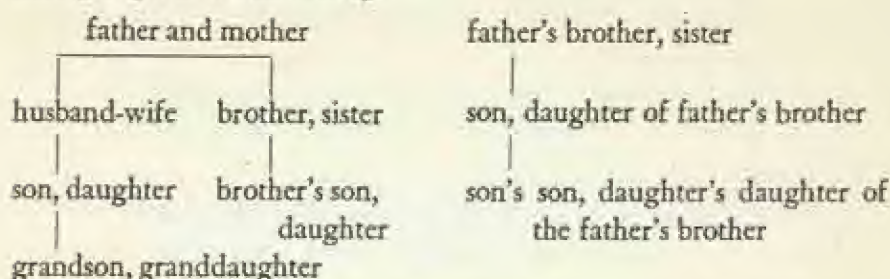 father and mother
father's brother, sister
husband-wife
brother, sister
son, daughter of father's brother
son, daughter
brother's son,
daughter
son's son, daughter's daughter of
the father's brother
grandson, granddaughter